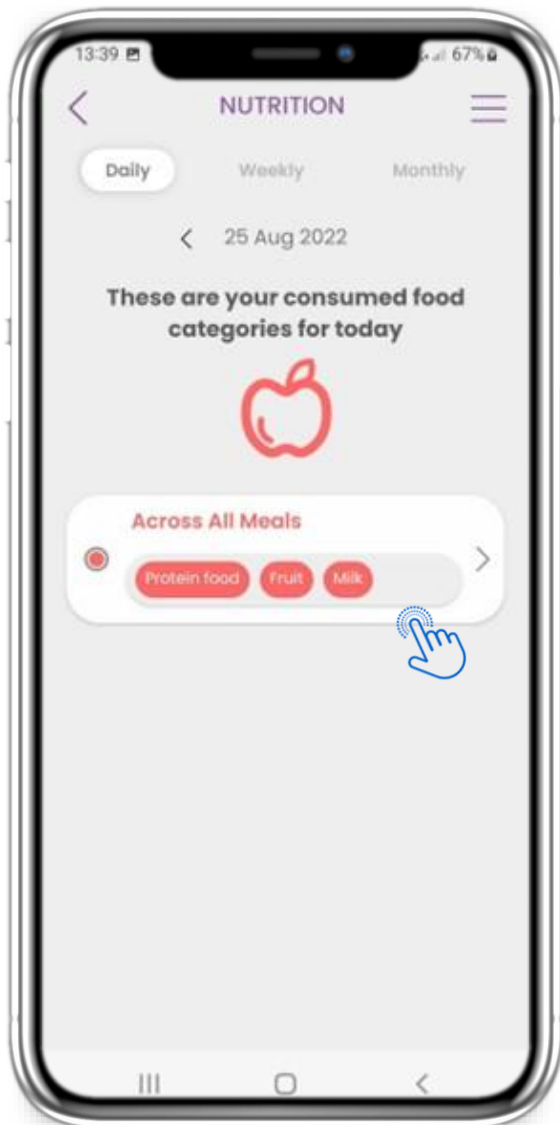 13:39 67%
NUTRITION
Daily Weekly Monthly
25 Aug 2022
These are your consumed food
categories for today
Across All Meals
Protein food Fruit Milk